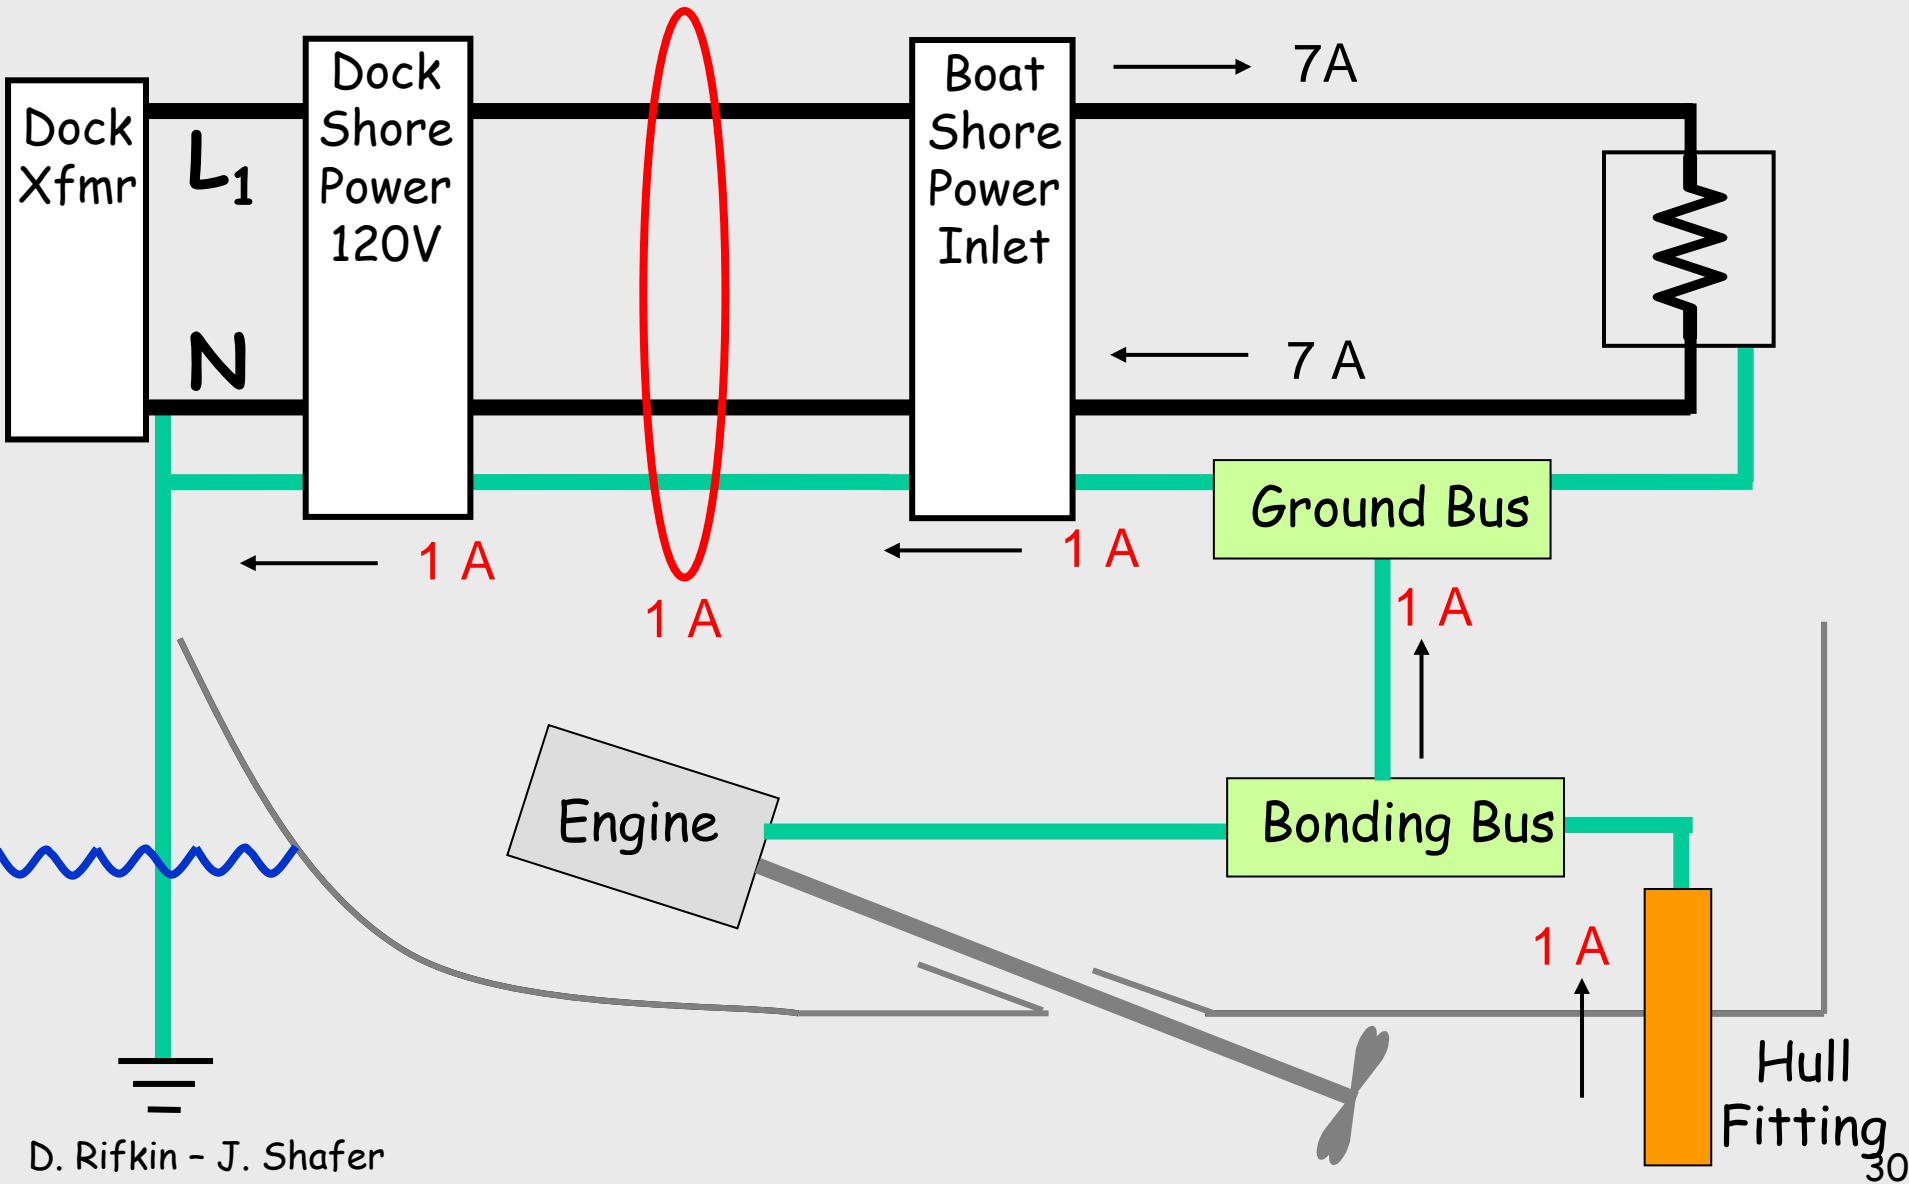 Dock
Xfmr
L1
N
Dock
Shore
Power
120V
Boat
Shore
Power
Inlet
7A
7 A
Ground Bus
1 A
1 A
1 A
1 A
Engine
Bonding Bus
1 A
Hull
Fitting
D. Rifkin – J. Shafer
30